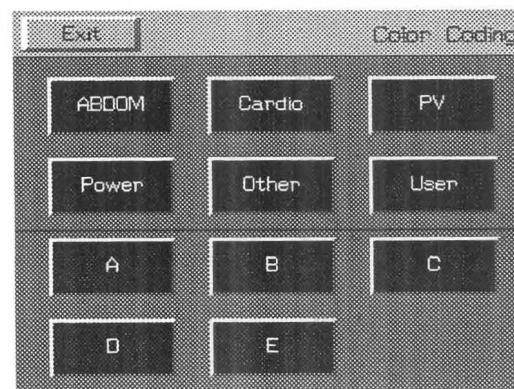 Exit Color Coding
ABDOM Cardio PV
Power Other User
A B C
D E